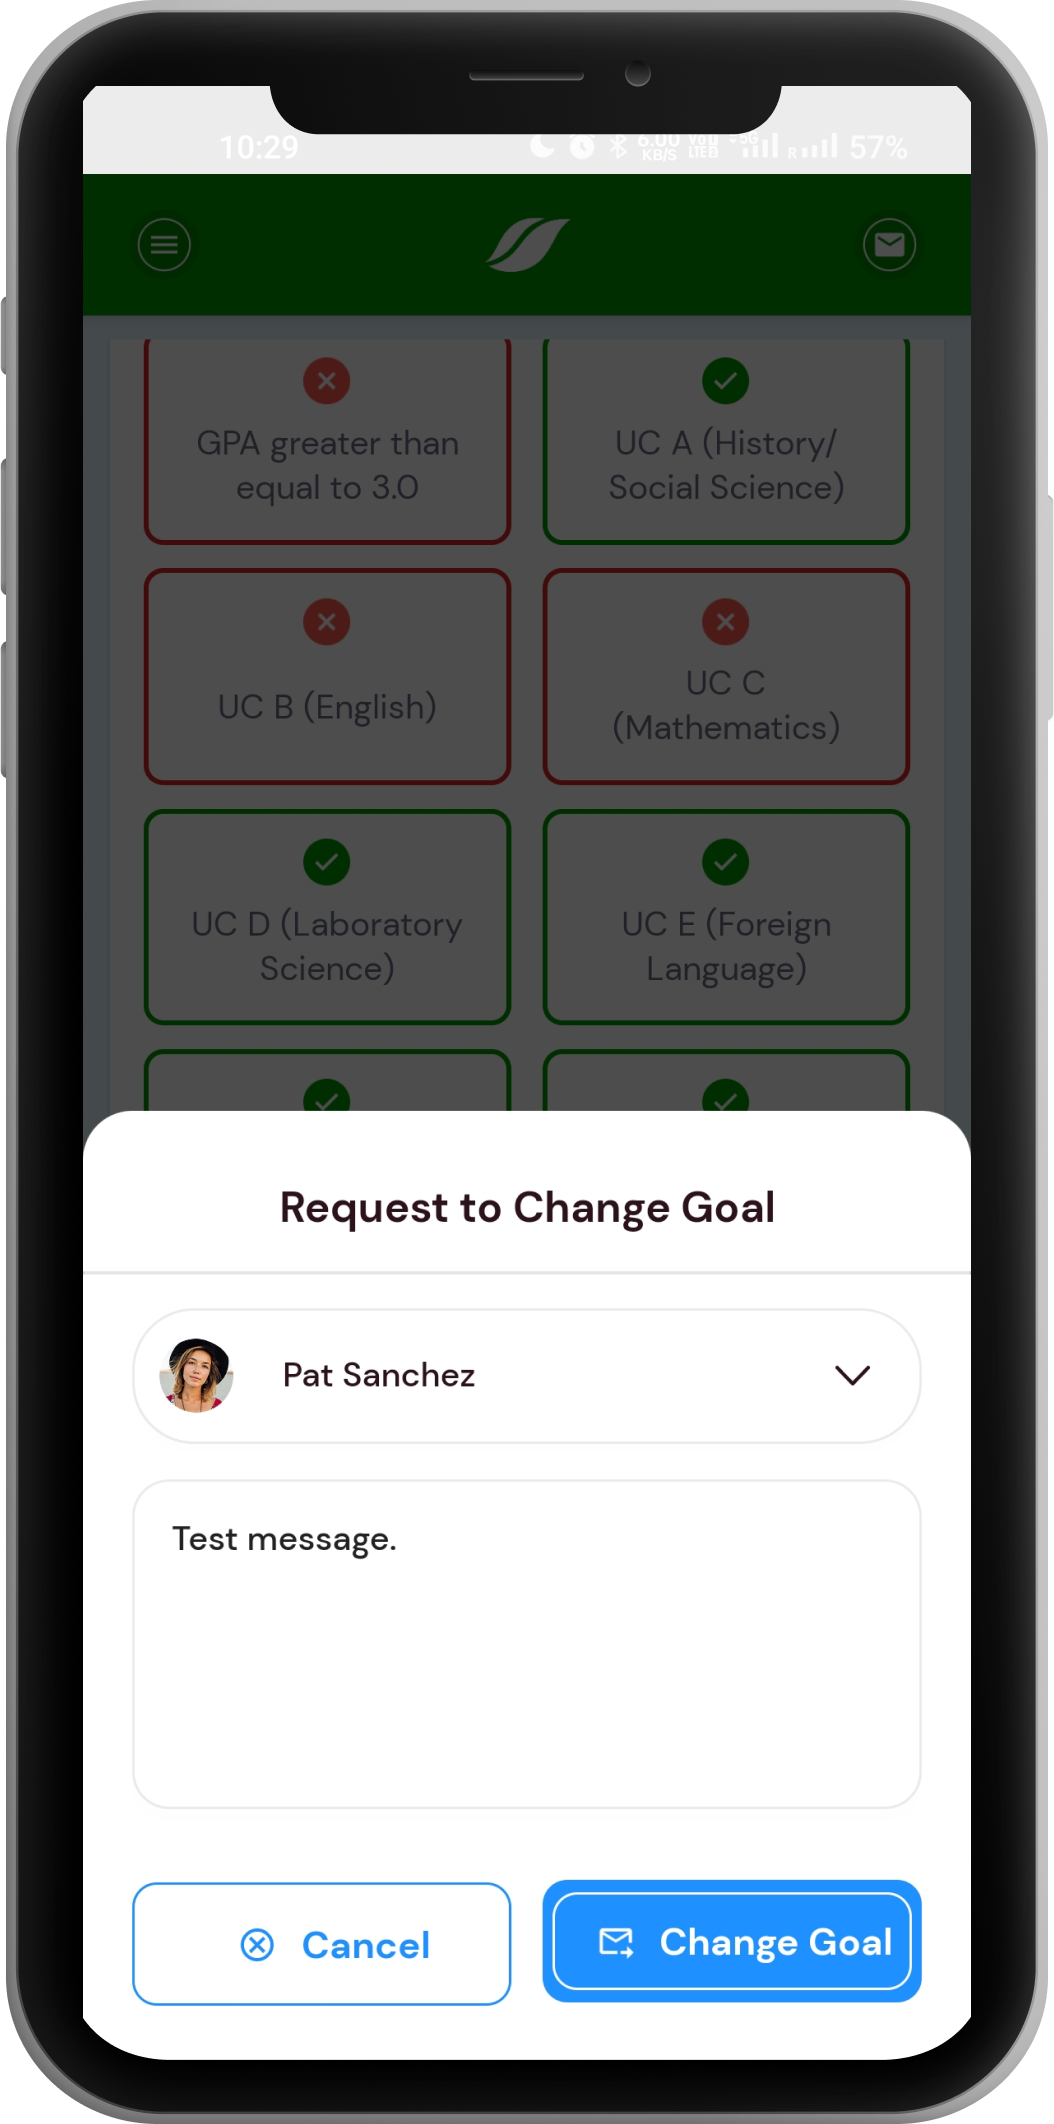 10:29 6.00 KB/S 57%
GPA greater than
equal to 3.0
UC A (History/
Social Science)
UC B (English)
UC C
(Mathematics)
UC D (Laboratory
Science)
UC E (Foreign
Language)
Request to Change Goal
Pat Sanchez
Test message.
Cancel
Change Goal